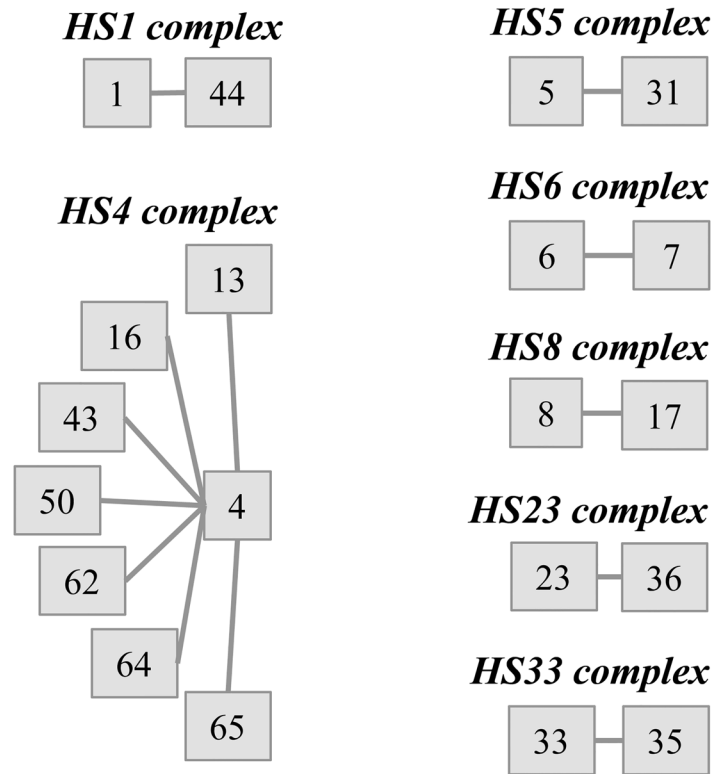 HS1 complex
1 44
HS4 complex
13
16
43
50
4
62
64
65
HS5 complex
5 31
HS6 complex
6 7
HS8 complex
8 17
HS23 complex
23 36
HS33 complex
33 35